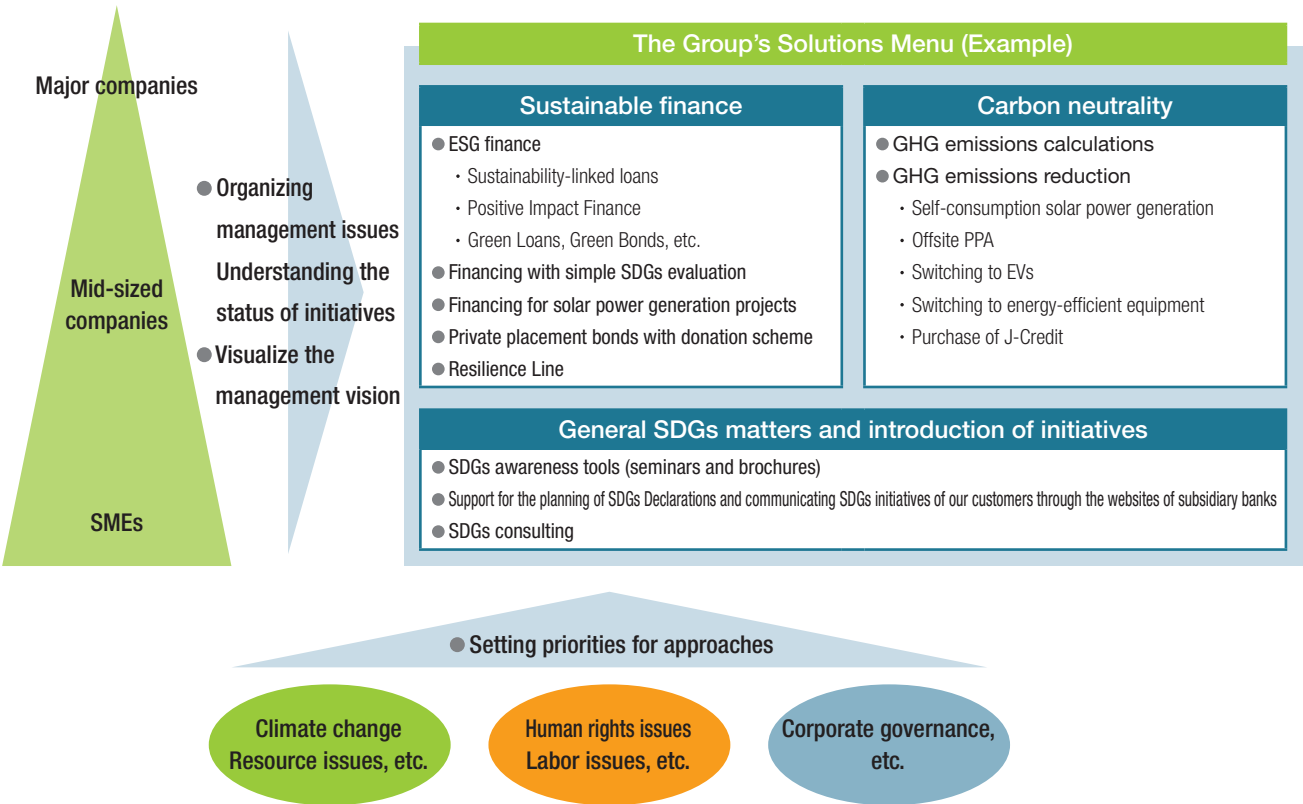 Major companies
Mid-sized
companies
SMEs
● Organizing
management issues
Understanding the
status of initiatives
● Visualize the
management vision
The Group’s Solutions Menu (Example)
Sustainable finance
● ESG finance
・Sustainability-linked loans
・Positive Impact Finance
・Green Loans, Green Bonds, etc.
● Financing with simple SDGs evaluation
● Financing for solar power generation projects
● Private placement bonds with donation scheme
● Resilience Line
Carbon neutrality
● GHG emissions calculations
● GHG emissions reduction
・Self-consumption solar power generation
・Offsite PPA
・Switching to EVs
・Switching to energy-efficient equipment
・Purchase of J-Credit
General SDGs matters and introduction of initiatives
● SDGs awareness tools (seminars and brochures)
● Support for the planning of SDGs Declarations and communicating SDGs initiatives of our customers through the websites of subsidiary banks
● SDGs consulting
● Setting priorities for approaches
Climate change
Resource issues, etc.
Human rights issues
Labor issues, etc.
Corporate governance,
etc.